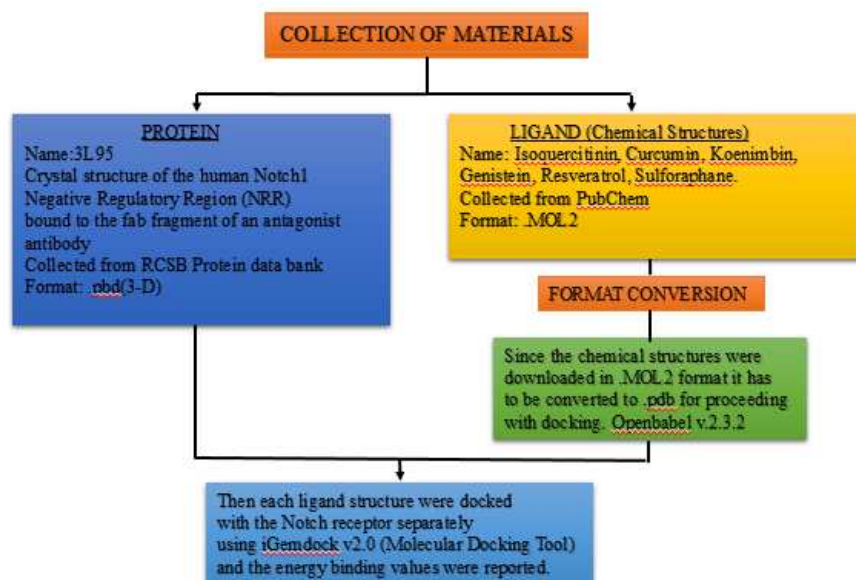 COLLECTION OF MATERIALS
PROTEIN
Name:3L95
Crystal structure of the human Notch1
Negative Regulatory Region (NRR)
bound to the fab fragment of an antagonist
antibody
Collected from RCSB Protein data bank
Format: .pbd(3-D)
LIGAND (Chemical Structures)
Name: Isoquercitinin, Curcumin, Koenimbin,
Genistein, Resveratrol, Sulforaphane.
Collected from PubChem
Format: .MOL2
FORMAT CONVERSION
Since the chemical structures were
downloaded in .MOL2 format it has
to be converted to .pdb for proceeding
with docking. Openbabel v.2.3.2
Then each ligand structure were docked
with the Notch receptor separately
using iGemdock v2.0 (Molecular Docking Tool)
and the energy binding values were reported.